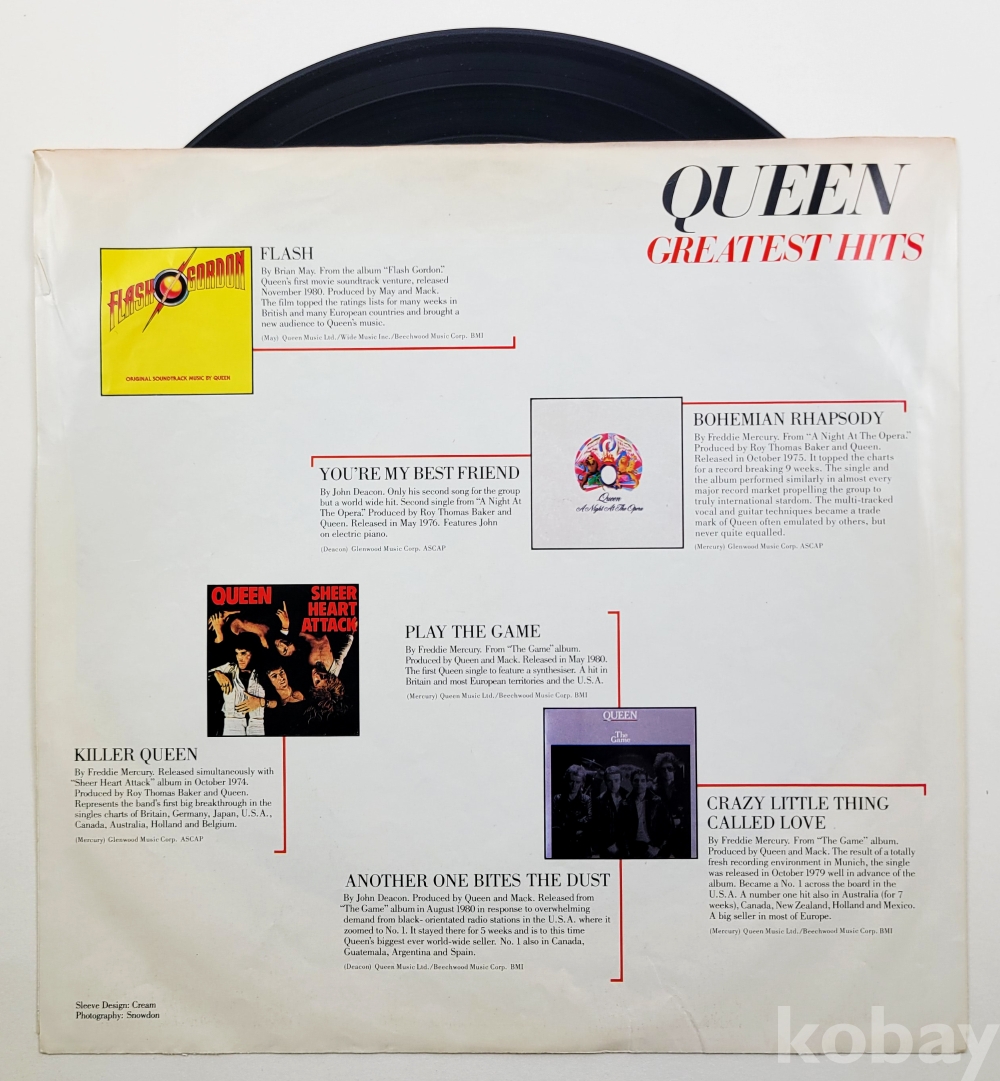 QUEEN
GREATEST HITS
FLASH GORDON
ORIGINAL SOUNDTRACK MUSIC BY QUEEN
FLASH
By Brian May. From the album “Flash Gordon.”
Queen's first movie soundtrack venture, released
November 1980. Produced by May and Mack.
The film topped the ratings lists for many weeks in
British and many European countries and brought a
new audience to Queen's music.
(May) Queen Music Ltd./Wide Music Inc./Beechwood Music Corp. BMI
Queen
A Night At The Opera
BOHEMIAN RHAPSODY
By Freddie Mercury. From “A Night At The Opera.”
Produced by Roy Thomas Baker and Queen.
Released in October 1975. It topped the charts
for a record breaking 9 weeks. The single and
the album performed similarly in almost every
major record market propelling the group to
truly international stardom. The multi-tracked
vocal and guitar techniques became a trade
mark of Queen often emulated by others, but
never quite equalled.
(Mercury) Glenwood Music Corp. ASCAP
YOU'RE MY BEST FRIEND
By John Deacon. Only his second song for the group
but a world wide hit. Second single from “A Night At
The Opera.” Produced by Roy Thomas Baker and
Queen. Released in May 1976. Features John
on electric piano.
(Deacon) Glenwood Music Corp. ASCAP
QUEEN
SHEER
HEART
ATTACK
PLAY THE GAME
By Freddie Mercury. From “The Game” album.
Produced by Queen and Mack. Released in May 1980.
The first Queen single to feature a synthesiser. A hit in
Britain and most European territories and the U.S.A.
(Mercury) Queen Music Ltd./Beechwood Music Corp. BMI
QUEEN
The
Game
KILLER QUEEN
By Freddie Mercury. Released simultaneously with
“Sheer Heart Attack” album in October 1974.
Produced by Roy Thomas Baker and Queen.
Represents the band's first big breakthrough in the
singles charts of Britain, Germany, Japan, U.S.A.,
Canada, Australia, Holland and Belgium.
(Mercury) Glenwood Music Corp. ASCAP
CRAZY LITTLE THING
CALLED LOVE
By Freddie Mercury. From “The Game” album.
Produced by Queen and Mack. The result of a totally
fresh recording environment in Munich, the single
was released in October 1979 well in advance of the
album. Became a No. 1 across the board in the
U.S.A. A number one hit also in Australia (for 7
weeks), Canada, New Zealand, Holland and Mexico.
A big seller in most of Europe.
(Mercury) Queen Music Ltd./Beechwood Music Corp. BMI
ANOTHER ONE BITES THE DUST
By John Deacon. Produced by Queen and Mack. Released from
“The Game” album in August 1980 in response to overwhelming
demand from black- orientated radio stations in the U.S.A. where it
zoomed to No. 1. It stayed there for 5 weeks and is to this time
Queen's biggest ever world-wide seller. No. 1 also in Canada,
Guatemala, Argentina and Spain.
(Deacon) Queen Music Ltd./Beechwood Music Corp. BMI
Sleeve Design: Cream
Photography: Snowdon
kobay